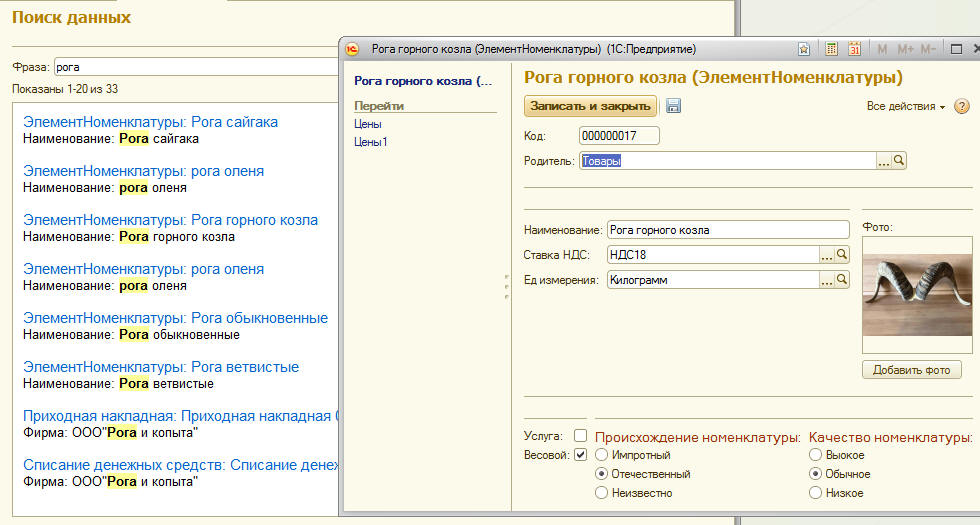 Поиск данных
Фраза: рога
Показаны 1-20 из 33
ЭлементНоменклатуры: Рога сайгака
Наименование: Рога сайгака
ЭлементНоменклатуры: рога оленя
Наименование: рога оленя
ЭлементНоменклатуры: Рога горного козла
Наименование: Рога горного козла
ЭлементНоменклатуры: рога оленя
Наименование: рога оленя
ЭлементНоменклатуры: Рога обыкновенные
Наименование: Рога обыкновенные
ЭлементНоменклатуры: Рога ветвистые
Наименование: Рога ветвистые
Приходная накладная: Приходная накладная
Фирма: ООО"Рога и копыта"
Списание денежных средств: Списание
Фирма: ООО"Рога и копыта"
1С Рога горного козла (ЭлементНоменклатуры) (1С:Предприятие) 31 M M+ M-
Рога горного козла (...
Перейти
Цены
Цены1
Рога горного козла (ЭлементНоменклатуры)
Записать и закрыть Все действия ?
Код: 000000017
Родитель: Товары ...
Наименование: Рога горного козла
Ставка НДС: НДС18 ...
Ед измерения: Килограмм ...
Фото:
Добавить фото
Услуга:
Весовой:
Происхождение номенклатуры:
Импротный
Отечественный
Неизвестно
Качество номенклатуры:
Выокое
Обычное
Низкое